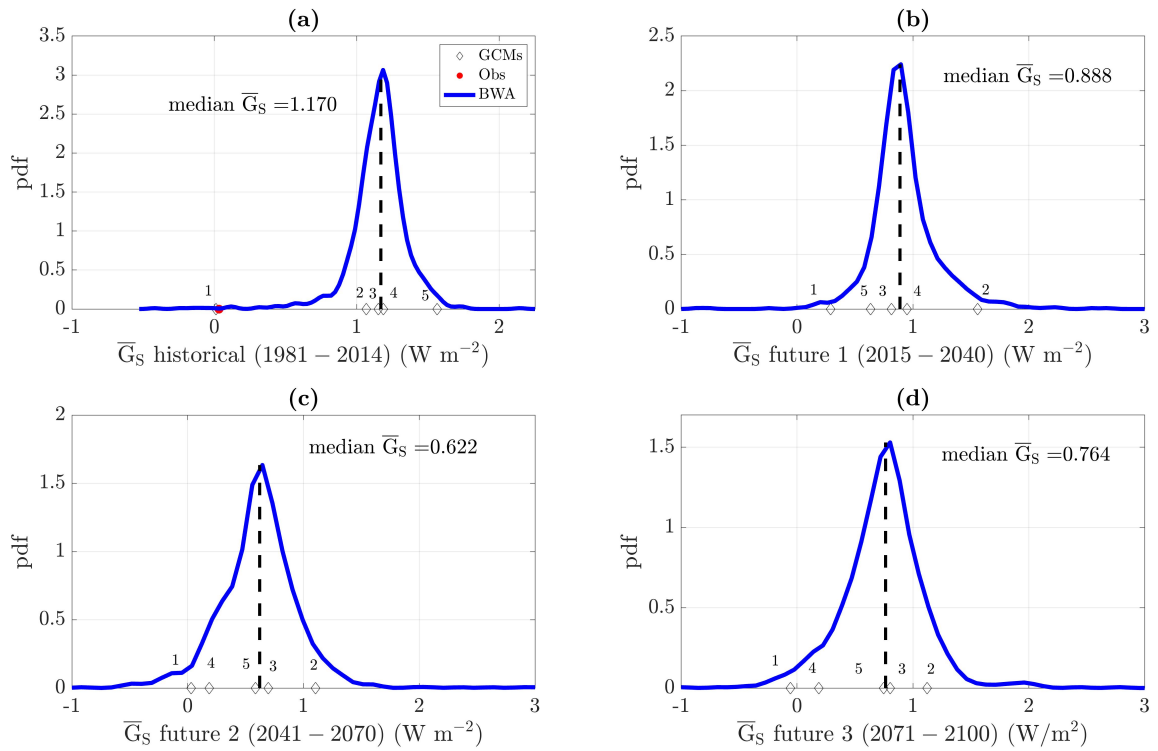 (a)
3.5
3
2.5
2
1.5
1
0.5
0
pdf
GCMs
Obs
BWA
median G̅S =1.170
1
2 3 4
5
-1 0 1 2
G̅S historical (1981 − 2014) (W m−2)
(b)
2.5
2
1.5
1
0.5
0
pdf
median G̅S =0.888
1 5 3 4 2
-1 0 1 2 3
G̅S future 1 (2015 − 2040) (W m−2)
(c)
2
1.5
1
0.5
0
pdf
median G̅S =0.622
1 4 5 3 2
-1 0 1 2 3
G̅S future 2 (2041 − 2070) (W m−2)
(d)
1.5
1
0.5
0
pdf
median G̅S =0.764
1 4 5 3 2
-1 0 1 2 3
G̅S future 3 (2071 − 2100) (W/m2)